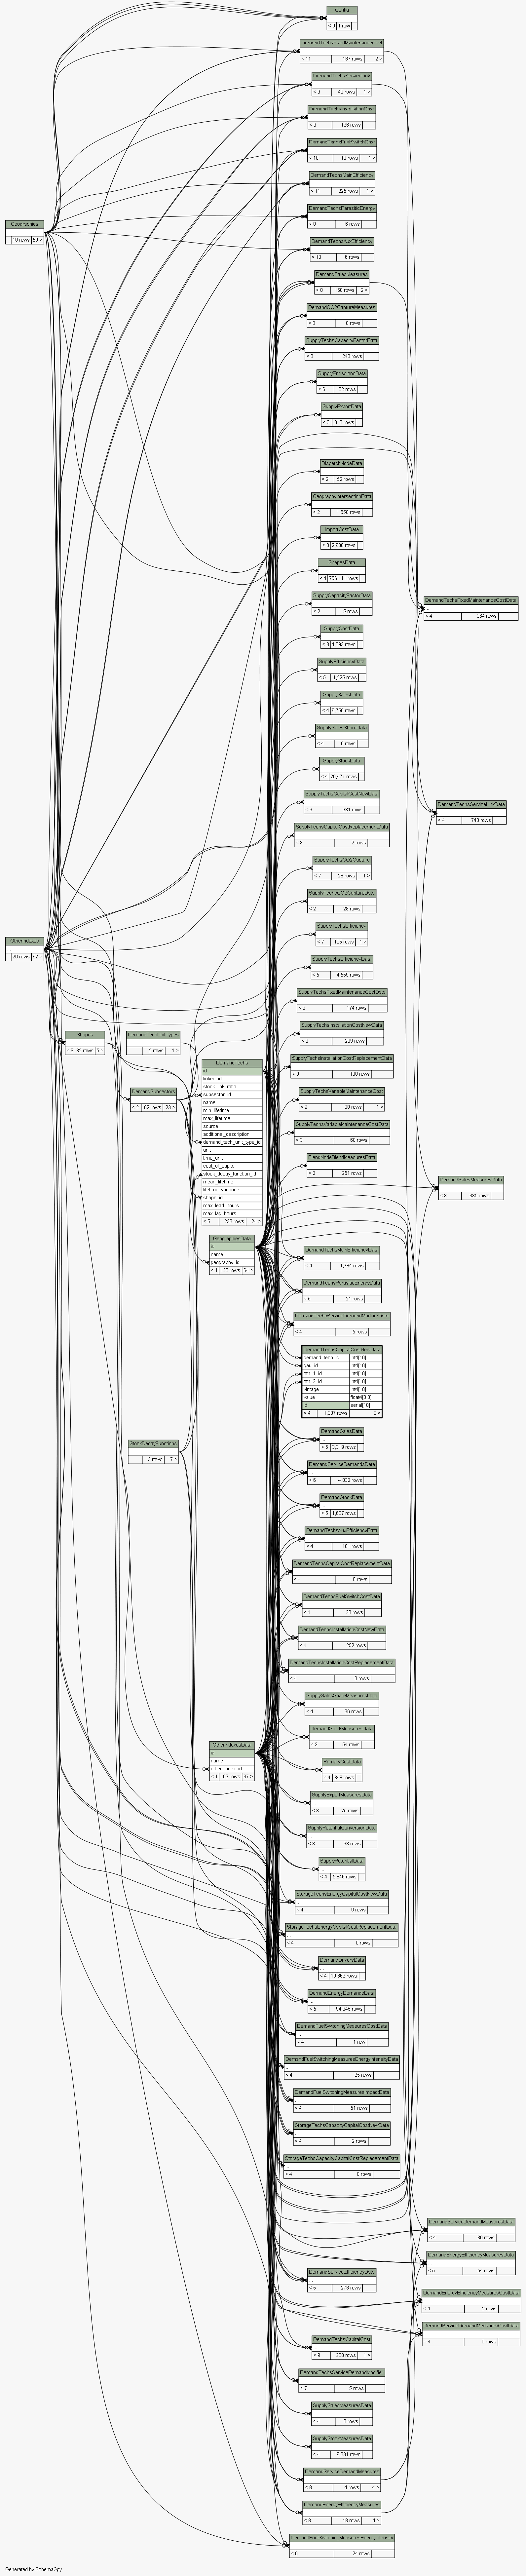 Config
< 9 1 row
DemandTechsFixedMaintenanceCost
< 11 187 rows 2 >
DemandTechsServiceLink
< 9 40 rows 1 >
DemandTechsInstallationCost
< 9 126 rows
DemandTechsFuelSwitchCost
< 10 10 rows 1 >
DemandTechsMainEfficiency
< 11 225 rows 1 >
DemandTechsParasiticEnergy
6 rows
Geographies
10 rows 59 >
DemandTechsAuxEfficiency
< 10 6 rows
DemandSalesMeasures
< 8 168 rows 2 >
DemandCO2CaptureMeasures
< 8 0 rows
SupplyTechsCapacityFactorData
< 3 240 rows
SupplyEmissionsData
32 rows
SupplyExportData
< 3 340 rows
DispatchNodeData
< 2 52 rows
GeographyIntersectionData
< 2 1,550 rows
ImportCostData
< 3 2,800 rows
ShapesData
< 4 756,111 rows
SupplyCapacityFactorData
< 2 5 rows
DemandTechsFixedMaintenanceCostData
< 4 364 rows
SupplyCostData
< 3 4,093 rows
SupplyEfficiencyData
< 5 1,225 rows
SupplySalesData
< 4 6,750 rows
SupplySalesShareData
< 4 6 rows
SupplyStockData
< 4 26,471 rows
SupplyTechsCapitalCostNewData
< 3 931 rows
DemandTechsServiceLinkData
< 4 740 rows
SupplyTechsCapitalCostReplacementData
< 3 2 rows
SupplyTechsCO2Capture
< 7 28 rows 1 >
SupplyTechsCO2CaptureData
< 2 28 rows
SupplyTechsEfficiency
< 7 105 rows 1 >
OtherIndexes
29 rows 62 >
SupplyTechsEfficiencyData
< 5 4,559 rows
SupplyTechsFixedMaintenanceCostData
< 3 174 rows
SupplyTechsInstallationCostNewData
< 3 209 rows
Shapes
< 9 32 rows 5 >
DemandTechUnitTypes
2 rows 1 >
SupplyTechsInstallationCostReplacementData
< 3 180 rows
DemandSubsectors
< 2 62 rows 23 >
SupplyTechsVariableMaintenanceCost
< 8 80 rows 1 >
SupplyTechsVariableMaintenanceCostData
< 3 88 rows
BlendNodeBlendMeasuresData
< 2 251 rows
DemandSalesMeasuresData
< 3 335 rows
DemandTechs
id
linked_id
stock_link_ratio
subsector_id
name
min_lifetime
max_lifetime
source
additional_description
demand_tech_unit_type_id
unit
time_unit
cost_of_capital
stock_decay_function_id
mean_lifetime
lifetime_variance
shape_id
max_lead_hours
max_lag_hours
< 5 233 rows 24 >
GeographiesData
id
name
geography_id
< 1 128 rows 84 >
DemandTechsMainEfficiencyData
< 4 1,784 rows
DemandTechsParasiticEnergyData
< 5 21 rows
DemandTechsServiceDemandModifierData
< 4 5 rows
DemandTechsCapitalCostNewData
demand_tech_id int4[10]
gau_id int4[10]
oth_1_id int4[10]
oth_2_id int4[10]
vintage int4[10]
value float4[8,8]
id serial[10]
< 4 1,337 rows 0 >
StockDecayFunctions
3 rows 7 >
DemandSalesData
< 5 3,319 rows
DemandServiceDemandsData
< 6 4,832 rows
DemandStockData
< 5 1,687 rows
DemandTechsAuxEfficiencyData
< 4 101 rows
DemandTechsCapitalCostReplacementData
< 4 0 rows
DemandTechsFuelSwitchCostData
< 4 20 rows
DemandTechsInstallationCostNewData
< 4 252 rows
DemandTechsInstallationCostReplacementData
< 4 0 rows
SupplySalesShareMeasuresData
< 4 36 rows
DemandStockMeasuresData
< 3 54 rows
OtherIndexesData
id
name
other_index_id
< 1 163 rows 67 >
PrimaryCostData
< 4 946 rows
SupplyExportMeasuresData
< 3 25 rows
SupplyPotentialConversionData
< 3 33 rows
SupplyPotentialData
< 4 5,846 rows
StorageTechsEnergyCapitalCostNewData
< 4 9 rows
StorageTechsEnergyCapitalCostReplacementData
< 4 0 rows
DemandDriversData
< 4 19,662 rows
DemandEnergyDemandsData
< 5 94,846 rows
DemandFuelSwitchingMeasuresCostData
< 4 1 row
DemandFuelSwitchingMeasuresEnergyIntensityData
< 4 25 rows
DemandFuelSwitchingMeasuresImpactData
< 4 51 rows
StorageTechsCapacityCapitalCostNewData
< 4 2 rows
StorageTechsCapacityCapitalCostReplacementData
< 4 0 rows
DemandServiceDemandMeasuresData
< 4 30 rows
DemandEnergyEfficiencyMeasuresData
< 5 54 rows
DemandServiceEfficiencyData
< 5 278 rows
DemandEnergyEfficiencyMeasuresCostData
< 4 2 rows
DemandServiceDemandMeasuresCostData
< 4 0 rows
DemandTechsCapitalCost
< 9 230 rows 1 >
DemandTechsServiceDemandModifier
< 7 5 rows
SupplySalesMeasuresData
< 4 0 rows
SupplyStockMeasuresData
< 4 9,331 rows
DemandServiceDemandMeasures
< 8 4 rows 4 >
DemandEnergyEfficiencyMeasures
< 8 18 rows 4 >
DemandFuelSwitchingMeasuresEnergyIntensity
24 rows
Generated by SchemaSpy